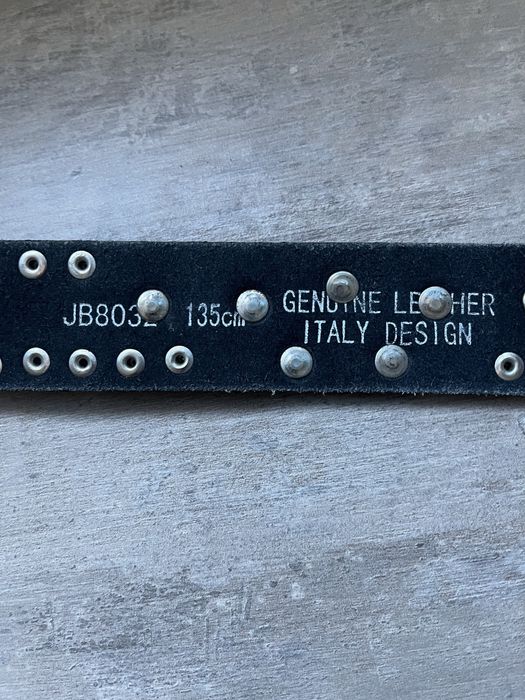 JB8032 135cm
GENUINE LEATHER
ITALY DESIGN